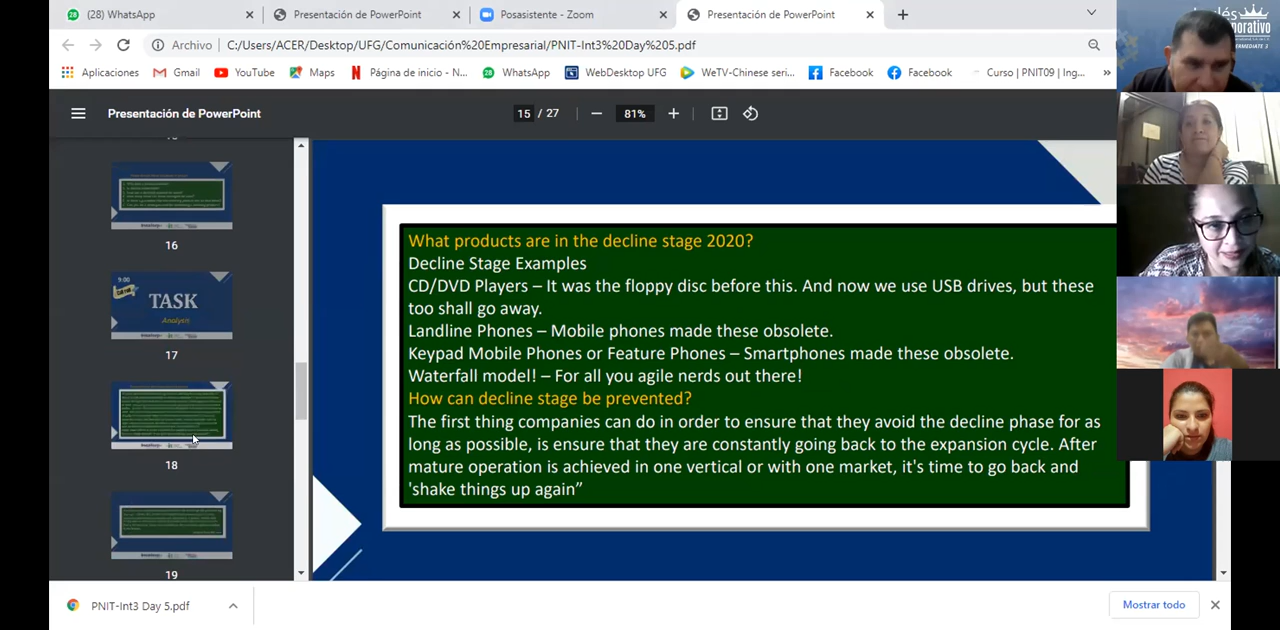 (28) WhatsApp
Presentación de PowerPoint
Posasistente - Zoom
Presentación de PowerPoint
Archivo
C:/Users/ACER/Desktop/UFG/Comunicación%20Empresarial/PNIT-Int3%20Day%205.pdf
Aplicaciones
Gmail
YouTube
Maps
Página de inicio - N...
WhatsApp
WebDesktop UFG
WeTV-Chinese seri...
Facebook
Facebook
Curso | PNIT09 | Ing...
»
Presentación de PowerPoint
15 / 27
81%
16
9:00
TASK
Analysis
17
18
19
What products are in the decline stage 2020?
Decline Stage Examples
CD/DVD Players – It was the floppy disc before this. And now we use USB drives, but these
too shall go away.
Landline Phones – Mobile phones made these obsolete.
Keypad Mobile Phones or Feature Phones – Smartphones made these obsolete.
Waterfall model! – For all you agile nerds out there!
How can decline stage be prevented?
The first thing companies can do in order to ensure that they avoid the decline phase for as
long as possible, is ensure that they are constantly going back to the expansion cycle. After
mature operation is achieved in one vertical or with one market, it's time to go back and
'shake things up again”
PNIT-Int3 Day 5.pdf
Mostrar todo